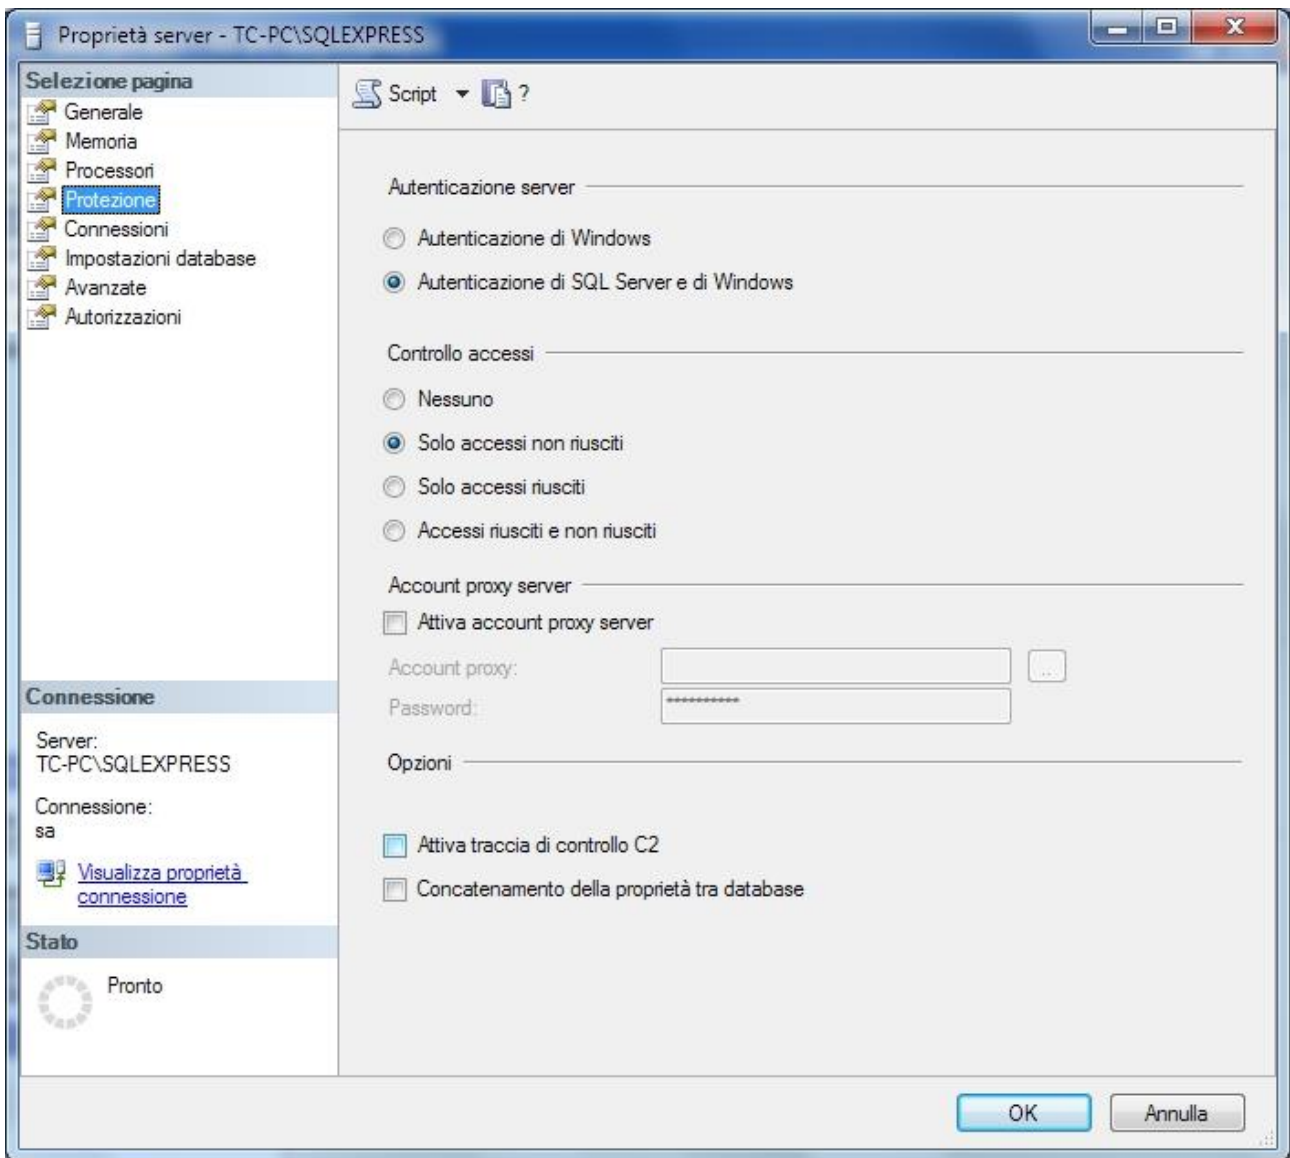 Proprietà server - TC-PC\SQLEXPRESS
Selezione pagina
Generale
Memoria
Processori
Protezione
Connessioni
Impostazioni database
Avanzate
Autorizzazioni
Script ?
Autenticazione server
Autenticazione di Windows
Autenticazione di SQL Server e di Windows
Controllo accessi
Nessuno
Solo accessi non riusciti
Solo accessi riusciti
Accessi riusciti e non riusciti
Account proxy server
Attiva account proxy server
Account proxy:
...
Password:
**********
Opzioni
Attiva traccia di controllo C2
Concatenamento della proprietà tra database
Connessione
Server:
TC-PC\SQLEXPRESS
Connessione:
sa
Visualizza proprietà
connessione
Stato
Pronto
OK Annulla